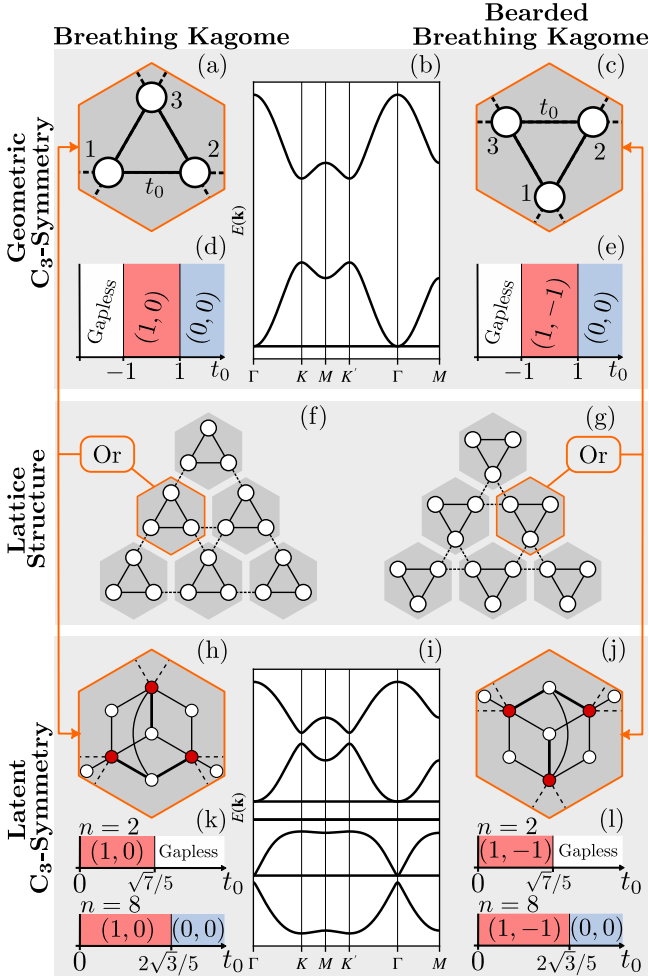 Breathing Kagome
Bearded
Breathing Kagome
Geometric
C₃-Symmetry
(a)
3
1
2
t₀
(b)
E(k)
Γ K M K′ Γ M
(c)
t₀
3
2
1
(d)
Gapless
(1, 0)
(0, 0)
−1 1 t₀
(e)
Gapless
(1, −1)
(0, 0)
−1 1 t₀
Lattice
Structure
(f)
Or
(g)
Or
Latent
C₃-Symmetry
(h)
(i)
E(k)
Γ K M K′ Γ M
(j)
(k)
n = 2
(1, 0) Gapless
0 √7/5 t₀
n = 8
(1, 0) (0, 0)
0 2√3/5 t₀
(l)
n = 2
(1, −1) Gapless
0 √7/5 t₀
n = 8
(1, −1) (0, 0)
0 2√3/5 t₀